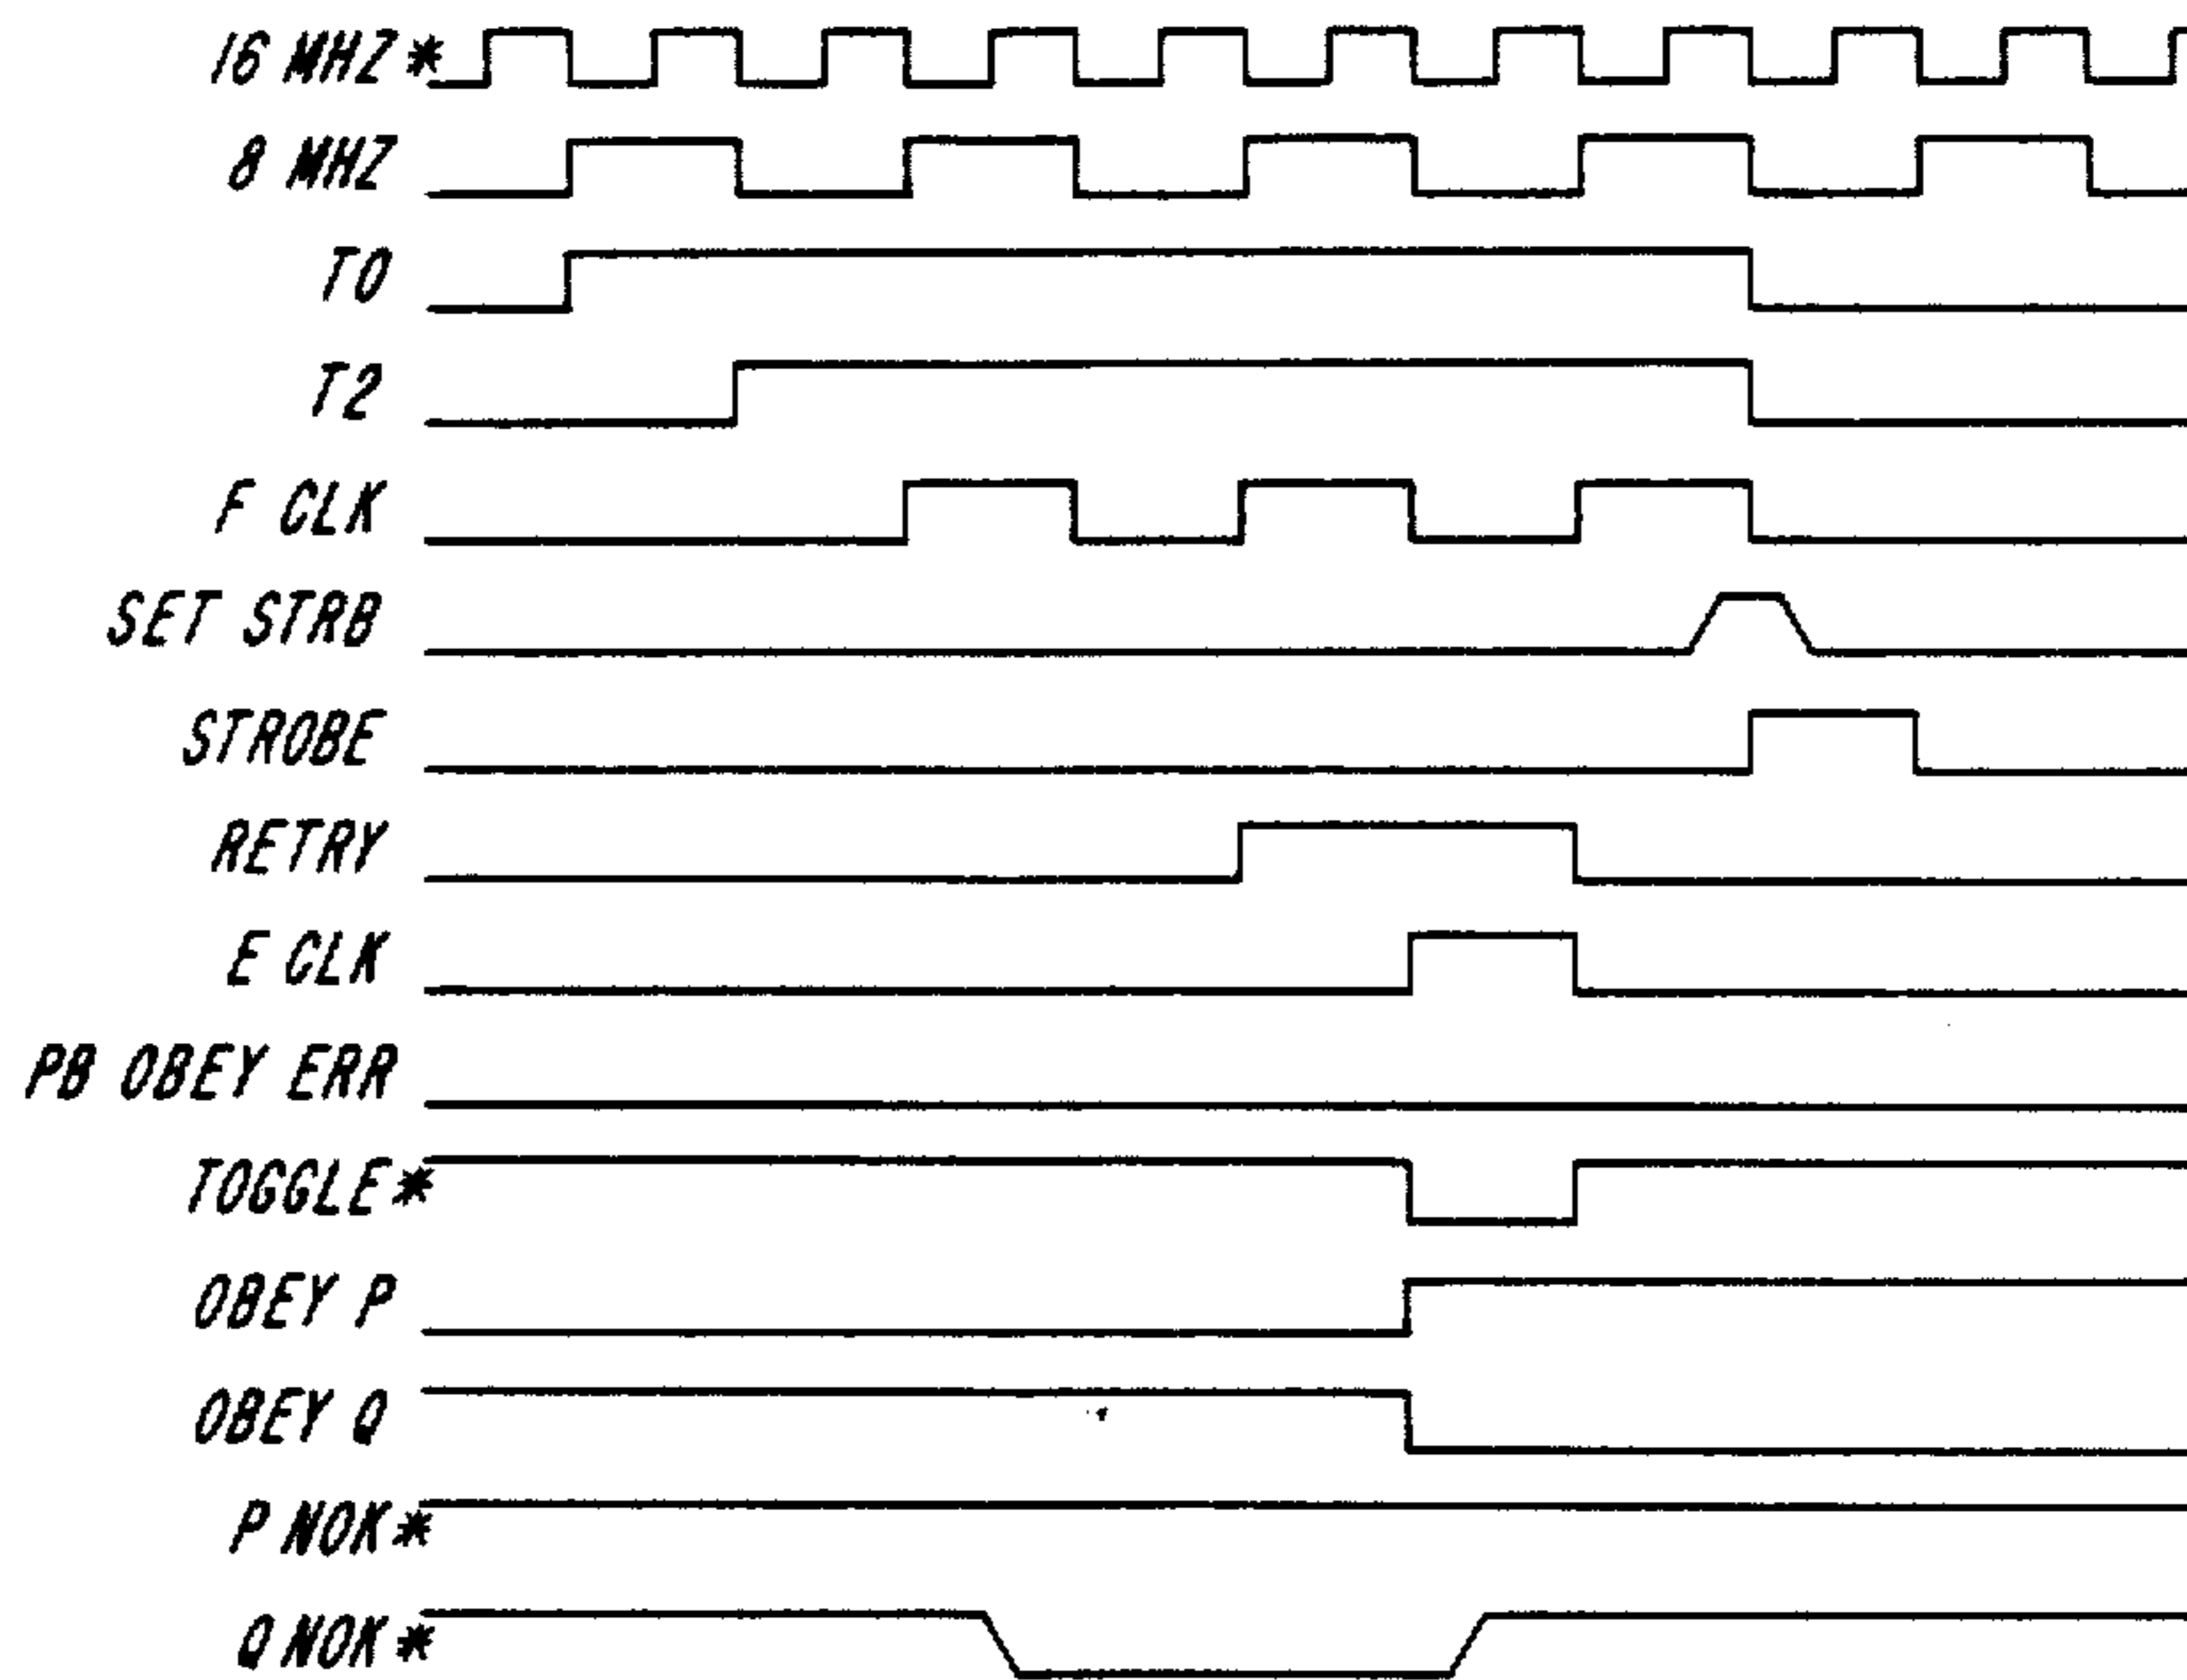 16 MHZ*
8 MHZ
T0
T2
F CLK
SET STRB
STROBE
RETRY
E CLK
PB OBEY ERR
TOGGLE*
OBEY P
OBEY Q
P NOK*
Q NOK*